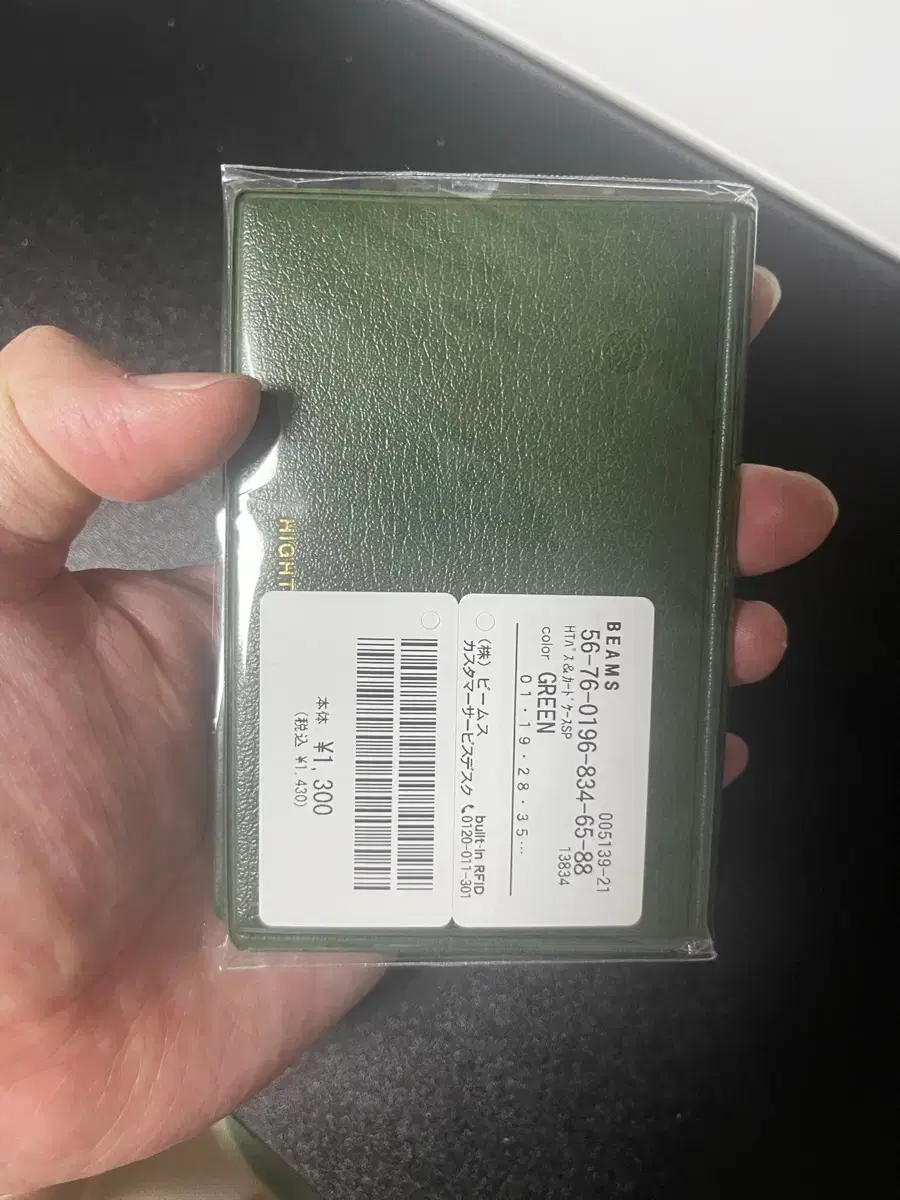 HIGHT
BEAMS
005139-21
56-76-0196-834-65-88
HTパス&カードケースSP
13834
color GREEN
01・19・28・35...
(株)ビームス
built-in RFID
カスタマーサービスデスク 0120-011-301
本体 ¥1,300
(税込 ¥1,430)